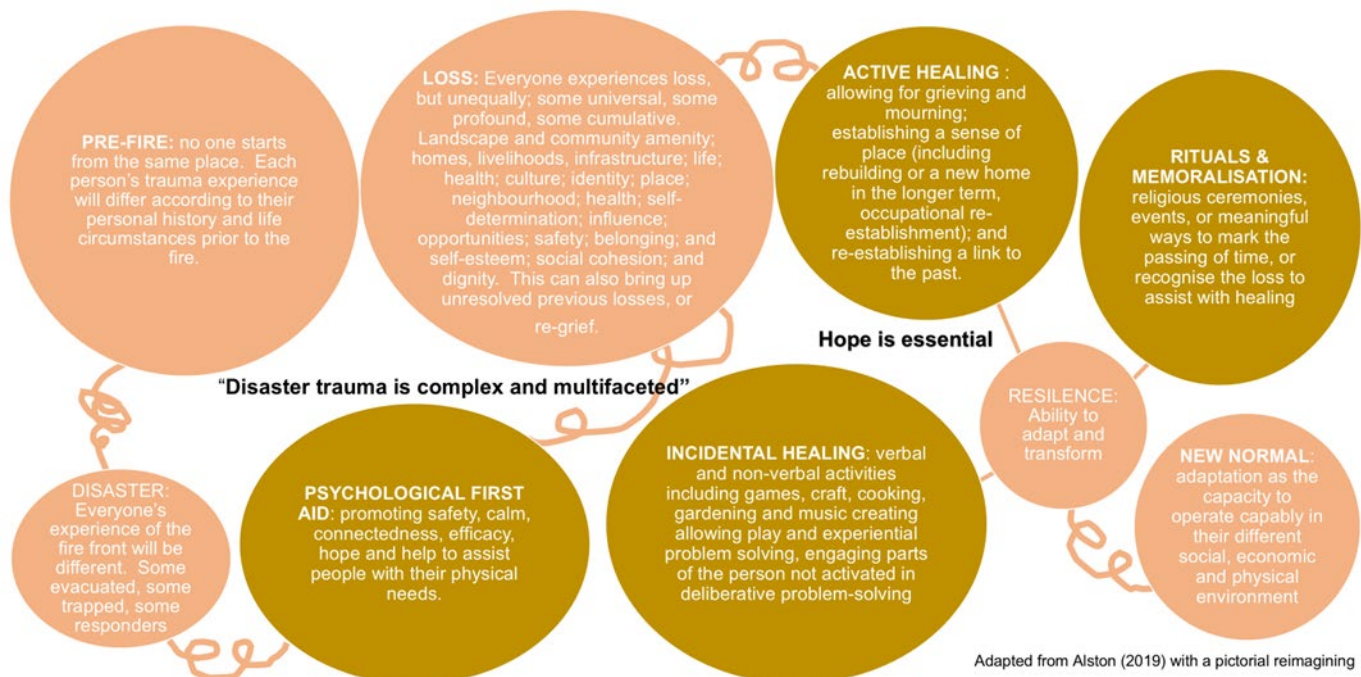 PRE-FIRE: no one starts
from the same place.  Each
person's trauma experience
will differ according to their
personal history and life
circumstances prior to the
fire.
LOSS: Everyone experiences loss,
but unequally; some universal, some
profound, some cumulative.
Landscape and community amenity;
homes, livelihoods, infrastructure; life;
health; culture; identity; place;
neighbourhood; health; self-
determination; influence;
opportunities; safety; belonging; and
self-esteem; social cohesion; and
dignity.  This can also bring up
unresolved previous losses, or
re-grief.
ACTIVE HEALING :
allowing for grieving and
mourning;
establishing a sense of
place (including
rebuilding or a new home
in the longer term,
occupational re-
establishment); and
re-establishing a link to
the past.
RITUALS &
MEMORALISATION:
religious ceremonies,
events, or meaningful
ways to mark the
passing of time, or
recognise the loss to
assist with healing
Hope is essential
"Disaster trauma is complex and multifaceted"
DISASTER:
Everyone's
experience of the
fire front will be
different.  Some
evacuated, some
trapped, some
responders
PSYCHOLOGICAL FIRST
AID: promoting safety, calm,
connectedness, efficacy,
hope and help to assist
people with their physical
needs.
INCIDENTAL HEALING: verbal
and non-verbal activities
including games, craft, cooking,
gardening and music creating
allowing play and experiential
problem solving, engaging parts
of the person not activated in
deliberative problem-solving
RESILENCE:
Ability to
adapt and
transform
NEW NORMAL:
adaptation as the
capacity to
operate capably in
their different
social, economic
and physical
environment
Adapted from Alston (2019) with a pictorial reimagining